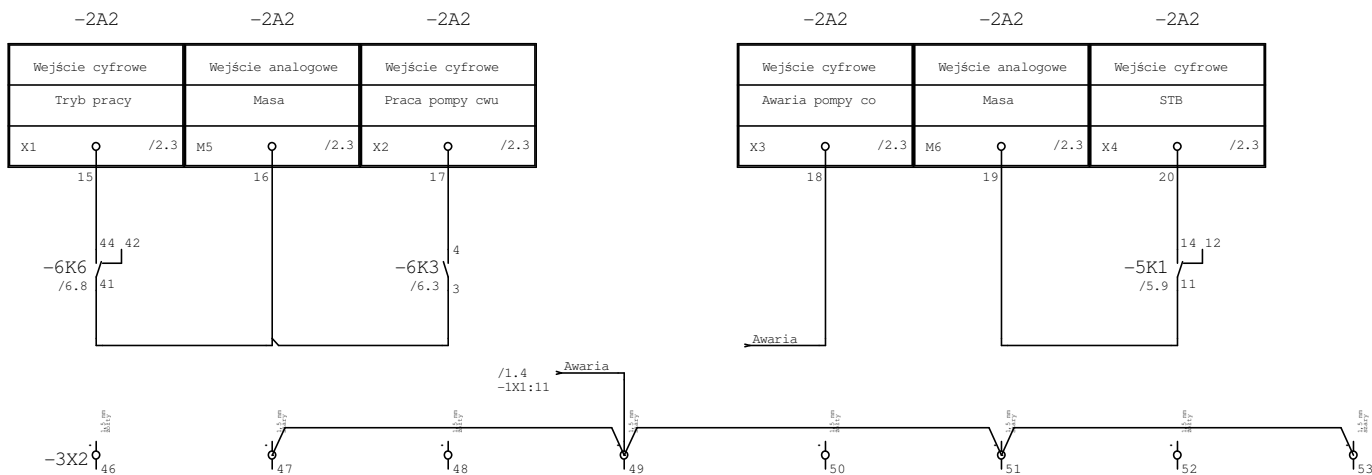 −2A2 −2A2 −2A2 −2A2 −2A2 −2A2
Wejście cyfrowe Wejście analogowe Wejście cyfrowe Wejście cyfrowe Wejście analogowe Wejście cyfrowe
Tryb pracy Masa Praca pompy cwu Awaria pompy co Masa STB
X1 /2.3 M5 /2.3 X2 /2.3 X3 /2.3 M6 /2.3 X4 /2.3
15 16 17 18 19 20
44 42 4 14 12
−6K6 −6K3 −5K1
/6.8 41 /6.3 3 /5.9 11
Awaria
/1.4 Awaria
−1X1:11
−3X2 46 47 48 49 50 51 52 53